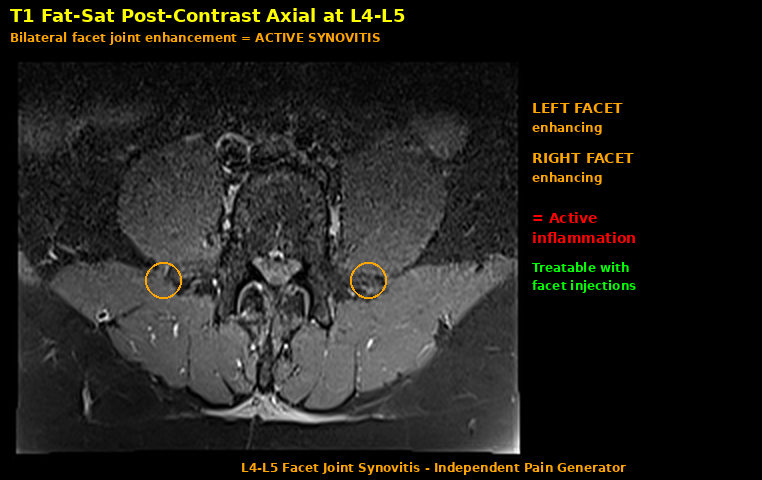 T1 Fat-Sat Post-Contrast Axial at L4-L5
Bilateral facet joint enhancement = ACTIVE SYNOVITIS
LEFT FACET
enhancing
RIGHT FACET
enhancing
= Active
inflammation
Treatable with
facet injections
L4-L5 Facet Joint Synovitis - Independent Pain Generator